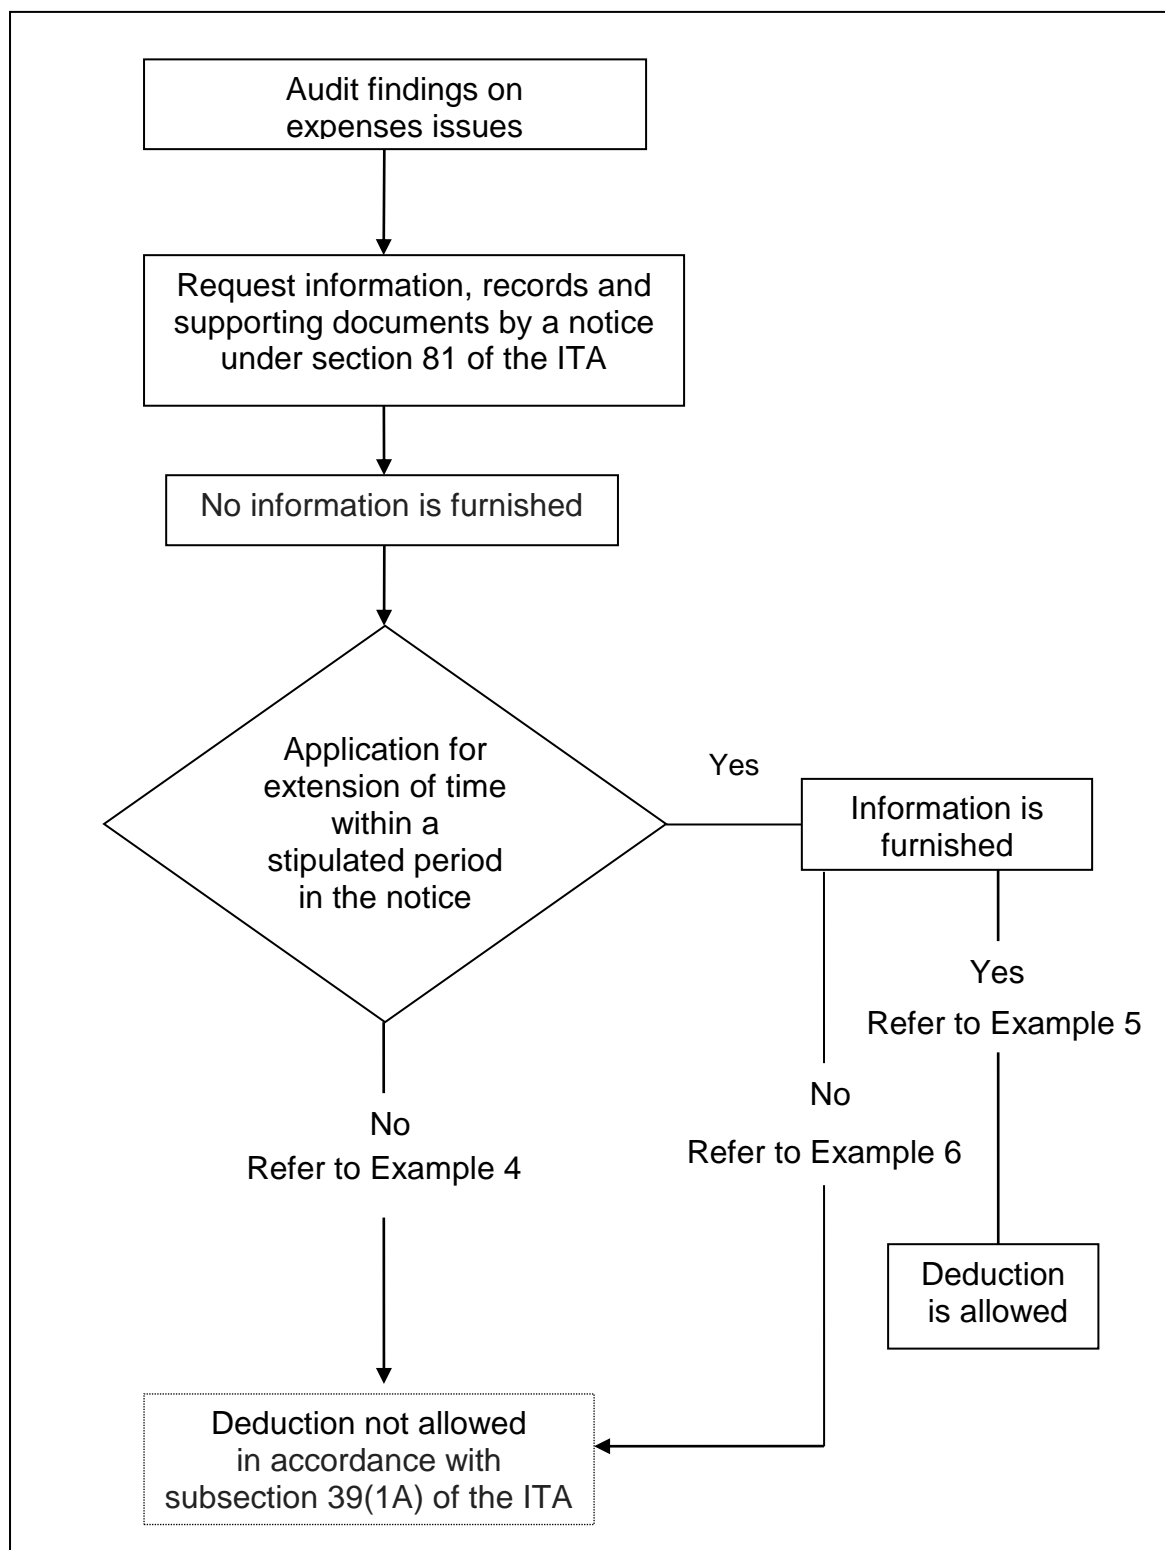 Audit findings on
expenses issues
Request information, records and
supporting documents by a notice
under section 81 of the ITA
No information is furnished
Application for
extension of time
within a
stipulated period
in the notice
Yes
Information is
furnished
Yes
Refer to Example 5
No
Refer to Example 6
No
Refer to Example 4
Deduction
is allowed
Deduction not allowed
in accordance with
subsection 39(1A) of the ITA